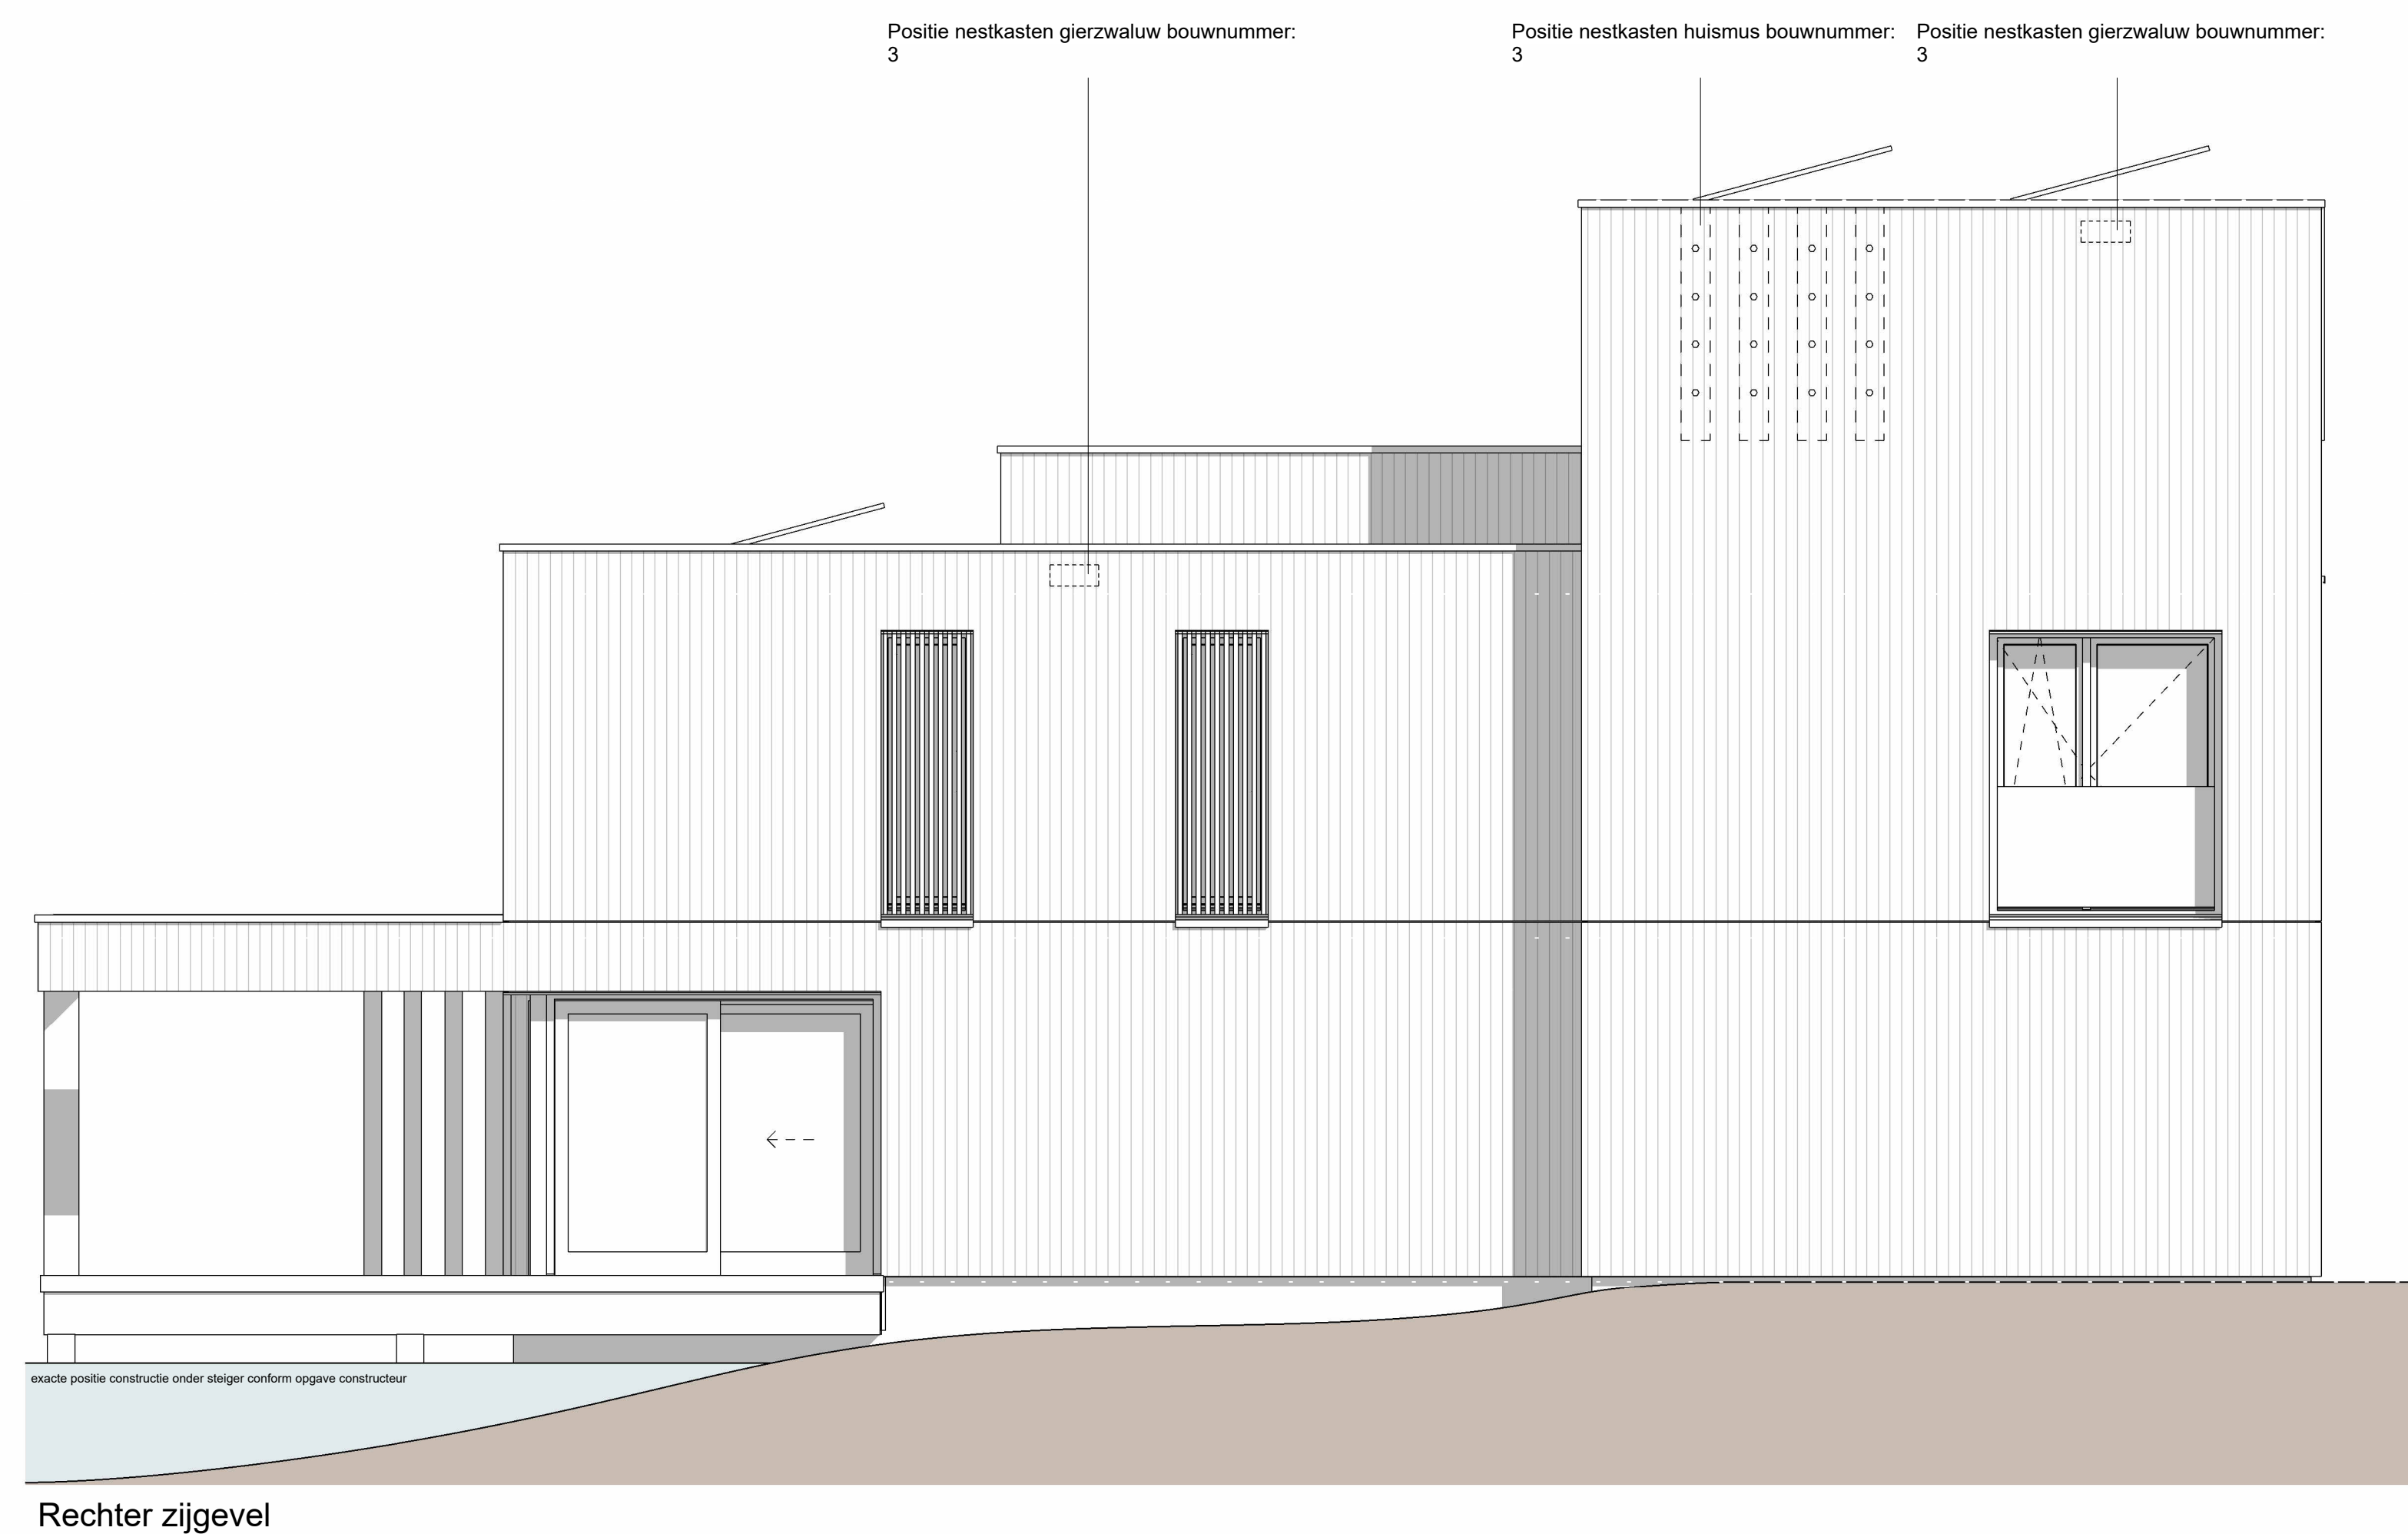 Positie nestkasten gierzwaluw bouwnummer:
3
Positie nestkasten huismus bouwnummer:
3
Positie nestkasten gierzwaluw bouwnummer:
3
exacte positie constructie onder steiger conform opgave constructeur
Rechter zijgevel